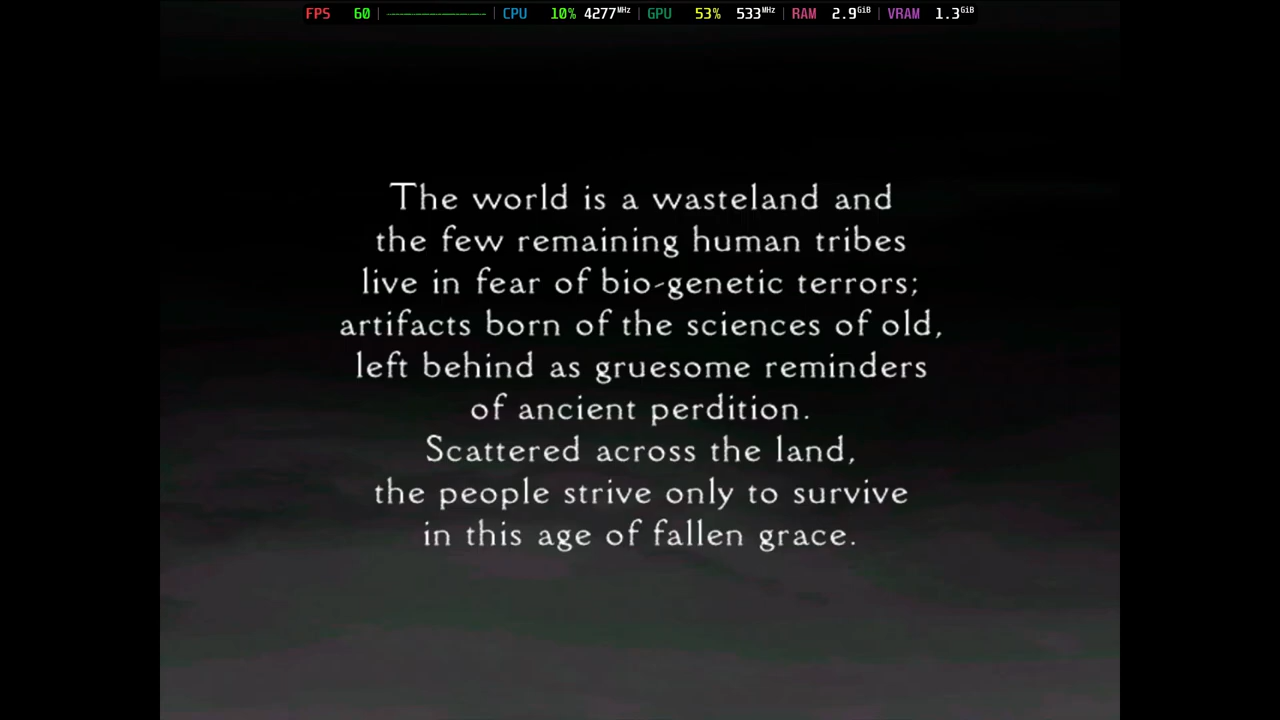 FPS 60 | CPU 10% 4277MHz | GPU 53% 533MHz | RAM 2.9GiB | VRAM 1.3GiB
The world is a wasteland and
the few remaining human tribes
live in fear of bio-genetic terrors;
artifacts born of the sciences of old,
left behind as gruesome reminders
of ancient perdition.
Scattered across the land,
the people strive only to survive
in this age of fallen grace.